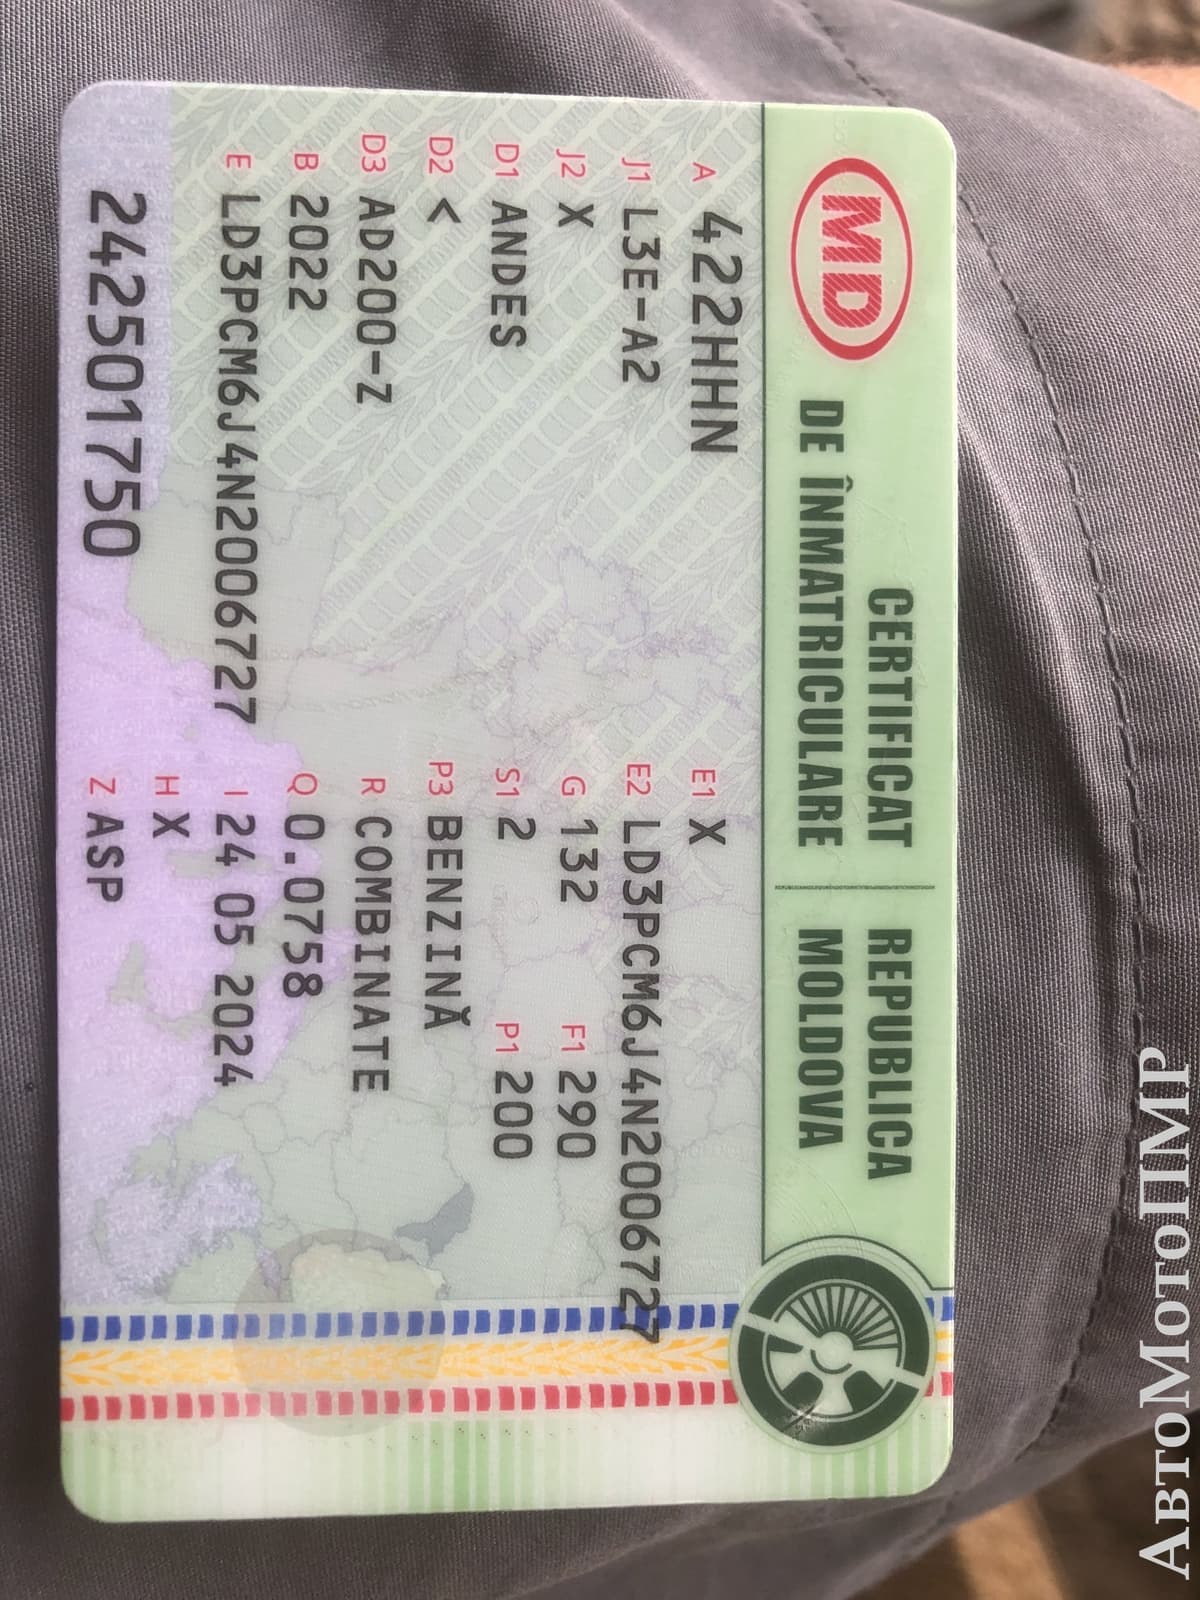 MD
CERTIFICAT
DE ÎNMATRICULARE
REPUBLICA
MOLDOVA
A 422HHN
J1 L3E-A2
J2 X
D1 ANDES
D2 <
D3 AD200-Z
B 2022
E LD3PCM6J4N2006727
242501750
E1 X
E2 LD3PCM6J4N2006727
G 132 F1 290
S1 2 P1 200
P3 BENZINĂ
R COMBINATE
Q 0.0758
I 24 05 2024
H X
Z ASP
АвтоМотоПМР